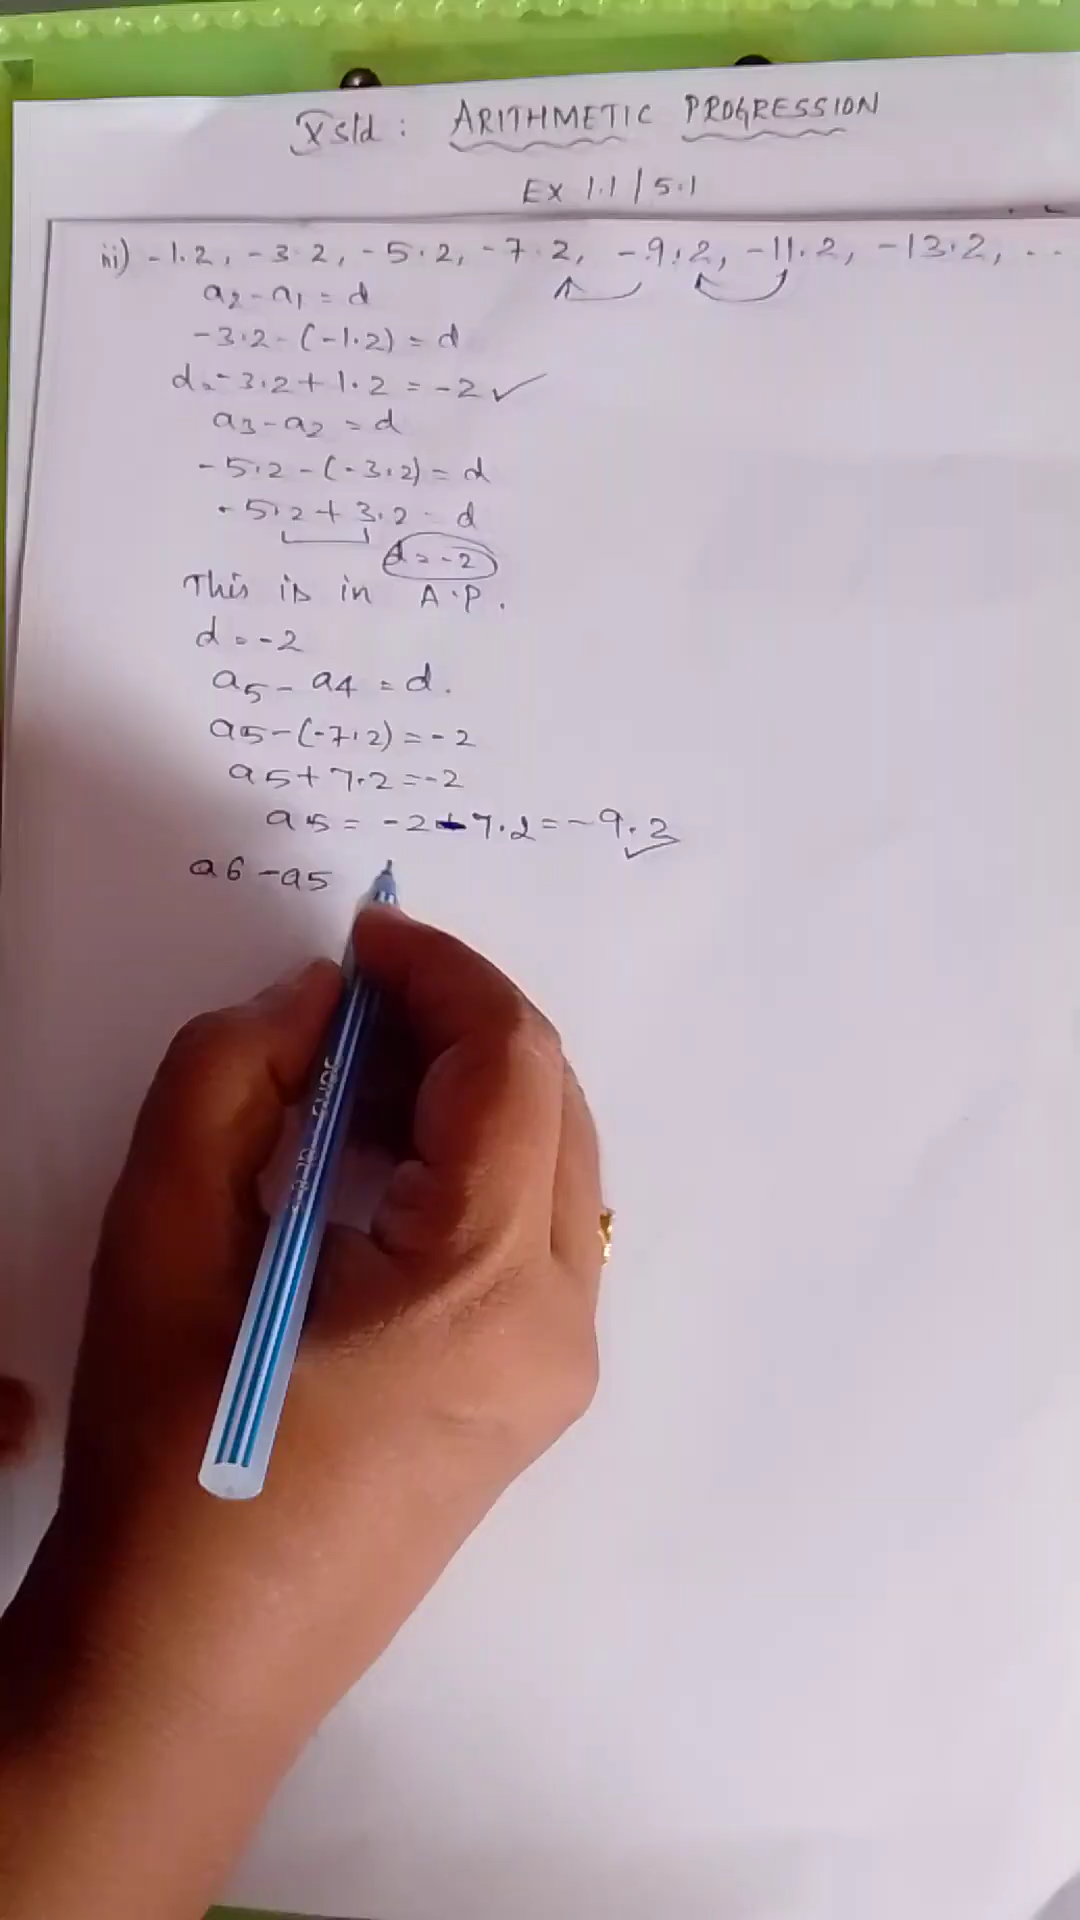 X std : ARITHMETIC PROGRESSION
Ex 1.1 / 5.1
iii) -1.2, -3.2, -5.2, -7.2, -9.2, -11.2, -13.2, ...
a2 - a1 = d
-3.2 - (-1.2) = d
d = -3.2 + 1.2 = -2 ✓
a3 - a2 = d
-5.2 - (-3.2) = d
-5.2 + 3.2 = d
d = -2
This is in A.P.
d = -2
a5 - a4 = d.
a5 - (-7.2) = -2
a5 + 7.2 = -2
a5 = -2 - 7.2 = -9.2
a6 - a5